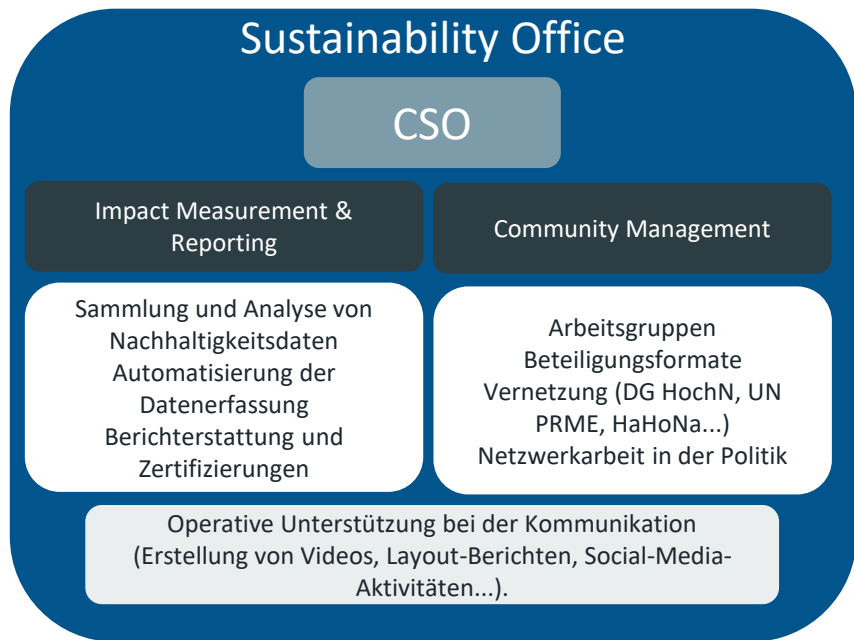 Sustainability Office
CSO
Impact Measurement &
Reporting
Sammlung und Analyse von
Nachhaltigkeitsdaten
Automatisierung der
Datenerfassung
Berichterstattung und
Zertifizierungen
Community Management
Arbeitsgruppen
Beteiligungsformate
Vernetzung (DG HochN, UN
PRME, HaHoNa...)
Netzwerkarbeit in der Politik
Operative Unterstützung bei der Kommunikation
(Erstellung von Videos, Layout-Berichten, Social-Media-
Aktivitäten...).